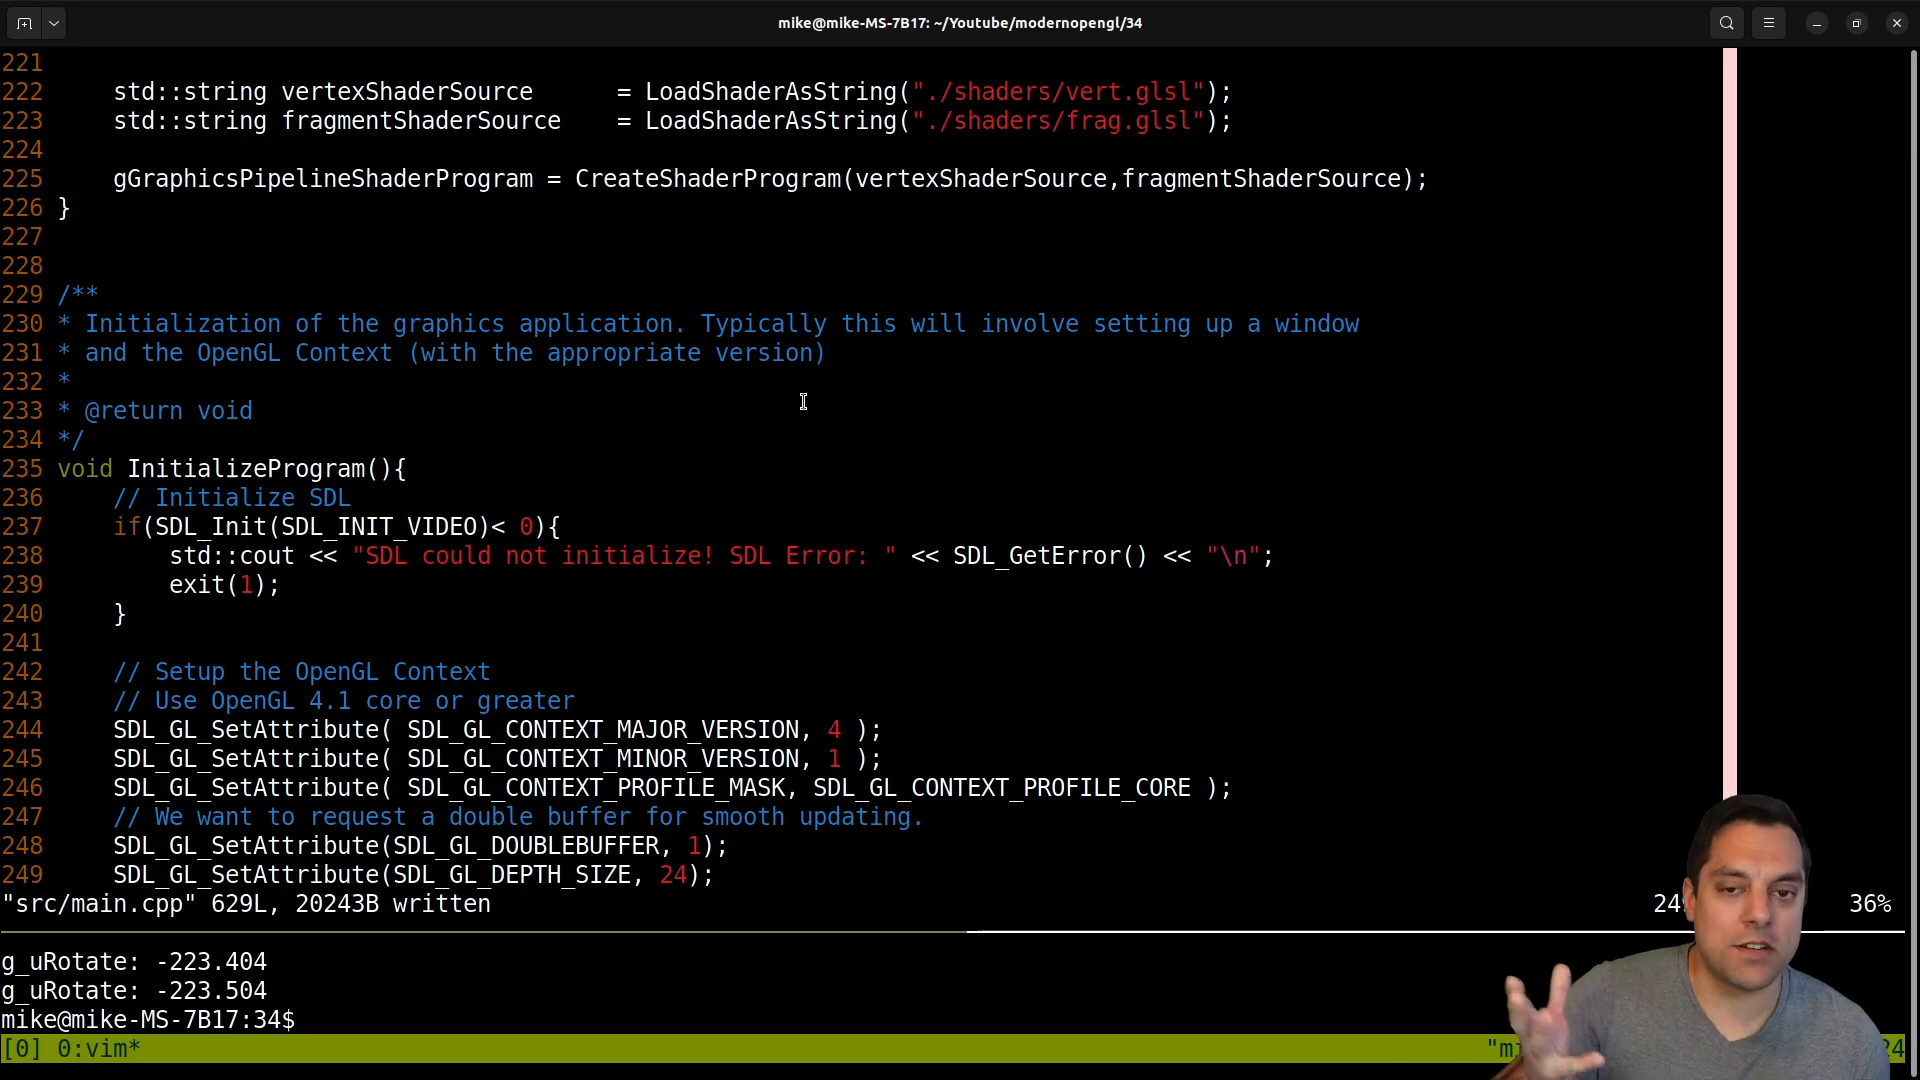 mike@mike-MS-7B17: ~/Youtube/modernopengl/34
221
222     std::string vertexShaderSource      = LoadShaderAsString("./shaders/vert.glsl");
223     std::string fragmentShaderSource    = LoadShaderAsString("./shaders/frag.glsl");
224
225     gGraphicsPipelineShaderProgram = CreateShaderProgram(vertexShaderSource,fragmentShaderSource);
226 }
227
228
229 /**
230 * Initialization of the graphics application. Typically this will involve setting up a window
231 * and the OpenGL Context (with the appropriate version)
232 *
233 * @return void
234 */
235 void InitializeProgram(){
236     // Initialize SDL
237     if(SDL_Init(SDL_INIT_VIDEO)< 0){
238         std::cout << "SDL could not initialize! SDL Error: " << SDL_GetError() << "\n";
239         exit(1);
240     }
241
242     // Setup the OpenGL Context
243     // Use OpenGL 4.1 core or greater
244     SDL_GL_SetAttribute( SDL_GL_CONTEXT_MAJOR_VERSION, 4 );
245     SDL_GL_SetAttribute( SDL_GL_CONTEXT_MINOR_VERSION, 1 );
246     SDL_GL_SetAttribute( SDL_GL_CONTEXT_PROFILE_MASK, SDL_GL_CONTEXT_PROFILE_CORE );
247     // We want to request a double buffer for smooth updating.
248     SDL_GL_SetAttribute(SDL_GL_DOUBLEBUFFER, 1);
249     SDL_GL_SetAttribute(SDL_GL_DEPTH_SIZE, 24);
"src/main.cpp" 629L, 20243B written 36%
g_uRotate: -223.404
g_uRotate: -223.504
mike@mike-MS-7B17:34$
[0] 0:vim*